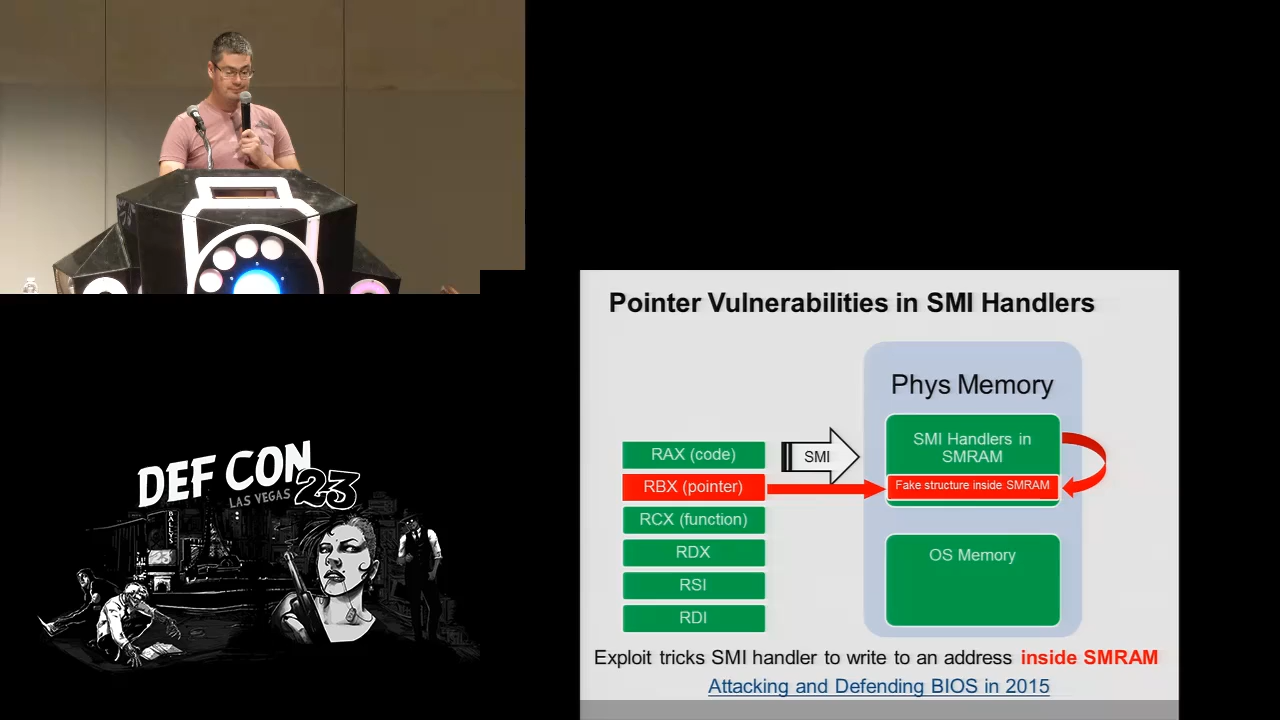 Pointer Vulnerabilities in SMI Handlers
Phys Memory
SMI Handlers in
SMRAM
Fake structure inside SMRAM
OS Memory
SMI
RAX (code)
RBX (pointer)
RCX (function)
RDX
RSI
RDI
Exploit tricks SMI handler to write to an address inside SMRAM
Attacking and Defending BIOS in 2015
DEF CON
LAS VEGAS 23
BALLY'S
23